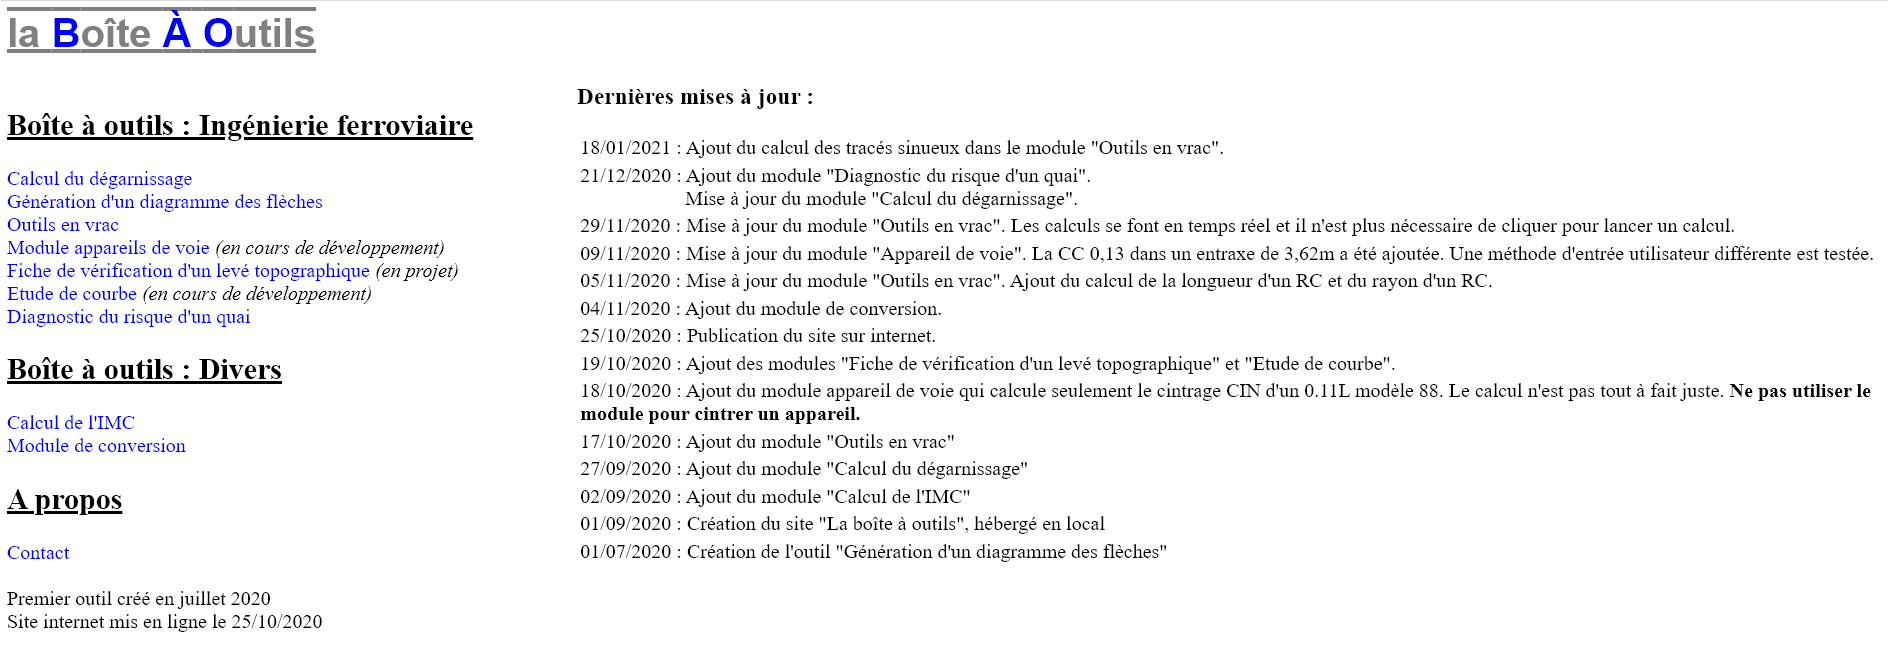 la Boîte À Outils
Boîte à outils : Ingénierie ferroviaire
Calcul du dégarnissage
Génération d'un diagramme des flèches
Outils en vrac
Module appareils de voie (en cours de développement)
Fiche de vérification d'un levé topographique (en projet)
Etude de courbe (en cours de développement)
Diagnostic du risque d'un quai
Boîte à outils : Divers
Calcul de l'IMC
Module de conversion
A propos
Contact
Premier outil créé en juillet 2020
Site internet mis en ligne le 25/10/2020
Dernières mises à jour :
18/01/2021 : Ajout du calcul des tracés sinueux dans le module "Outils en vrac".
21/12/2020 : Ajout du module "Diagnostic du risque d'un quai".
Mise à jour du module "Calcul du dégarnissage".
29/11/2020 : Mise à jour du module "Outils en vrac". Les calculs se font en temps réel et il n'est plus nécessaire de cliquer pour lancer un calcul.
09/11/2020 : Mise à jour du module "Appareil de voie". La CC 0,13 dans un entraxe de 3,62m a été ajoutée. Une méthode d'entrée utilisateur différente est testée.
05/11/2020 : Mise à jour du module "Outils en vrac". Ajout du calcul de la longueur d'un RC et du rayon d'un RC.
04/11/2020 : Ajout du module de conversion.
25/10/2020 : Publication du site sur internet.
19/10/2020 : Ajout des modules "Fiche de vérification d'un levé topographique" et "Etude de courbe".
18/10/2020 : Ajout du module appareil de voie qui calcule seulement le cintrage CIN d'un 0.11L modèle 88. Le calcul n'est pas tout à fait juste. Ne pas utiliser le
module pour cintrer un appareil.
17/10/2020 : Ajout du module "Outils en vrac"
27/09/2020 : Ajout du module "Calcul du dégarnissage"
02/09/2020 : Ajout du module "Calcul de l'IMC"
01/09/2020 : Création du site "La boîte à outils", hébergé en local
01/07/2020 : Création de l'outil "Génération d'un diagramme des flèches"